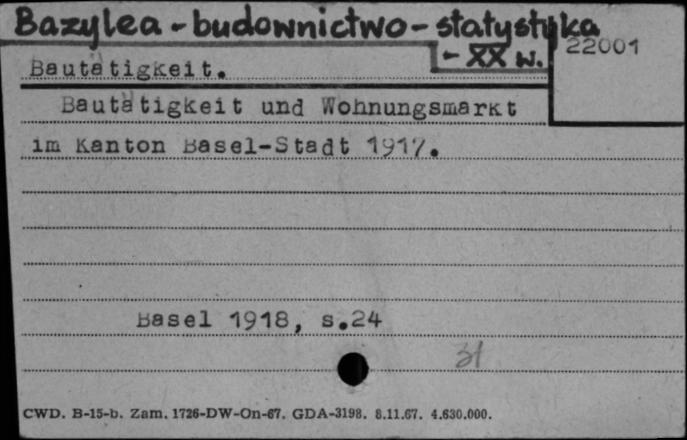 Bazylea - budownictwo - statystyka
- XX w.
22001
Bautätigkeit.
Bautätigkeit und Wohnungsmarkt
im Kanton Basel-Stadt 1917.
Basel 1918, s.24
31
CWD. B-15-b. Zam. 1726-DW-On-67. GDA-3198. 8.11.67. 4.630.000.